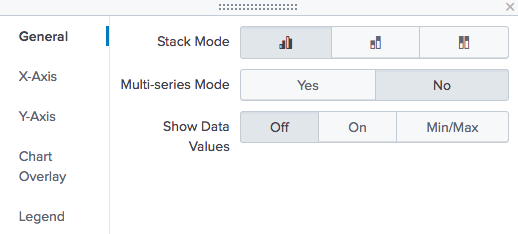 General
X-Axis
Y-Axis
Chart
Overlay
Legend
Stack Mode
Multi-series Mode
Yes
No
Show Data
Values
Off
On
Min/Max